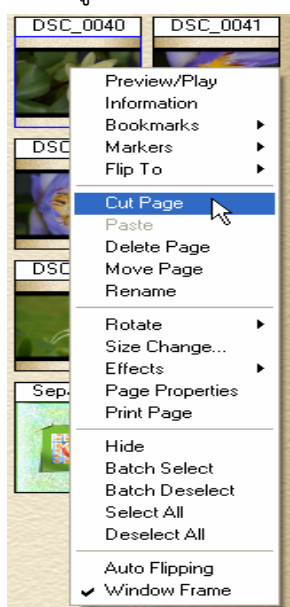 DSC_0040 DSC_0041
Preview/Play
Information
Bookmarks
Markers
DSC
Flip To
Cut Page
Paste
Delete Page
DSC
Move Page
Rename
Rotate
Size Change...
Effects
Sep
Page Properties
Print Page
Hide
Batch Select
Batch Deselect
Select All
Deselect All
Auto Flipping
Window Frame